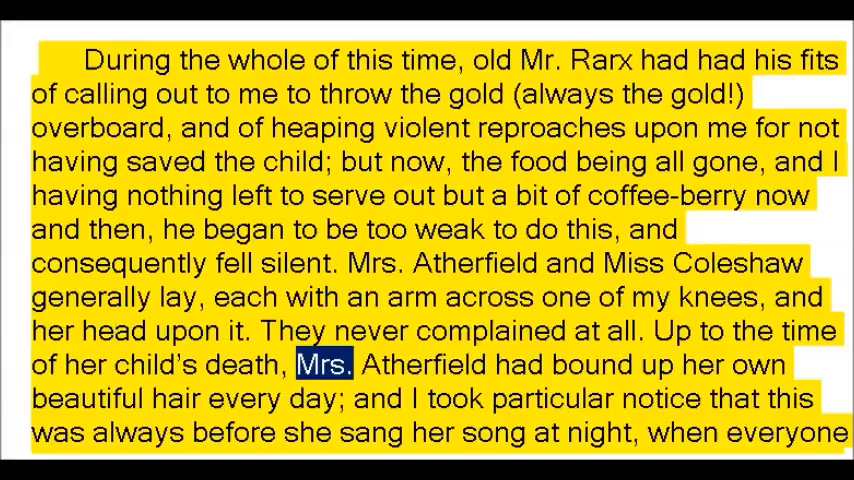 During the whole of this time, old Mr. Rarx had had his fits
of calling out to me to throw the gold (always the gold!)
overboard, and of heaping violent reproaches upon me for not
having saved the child; but now, the food being all gone, and I
having nothing left to serve out but a bit of coffee-berry now
and then, he began to be too weak to do this, and
consequently fell silent. Mrs. Atherfield and Miss Coleshaw
generally lay, each with an arm across one of my knees, and
her head upon it. They never complained at all. Up to the time
of her child’s death, Mrs. Atherfield had bound up her own
beautiful hair every day; and I took particular notice that this
was always before she sang her song at night, when everyone